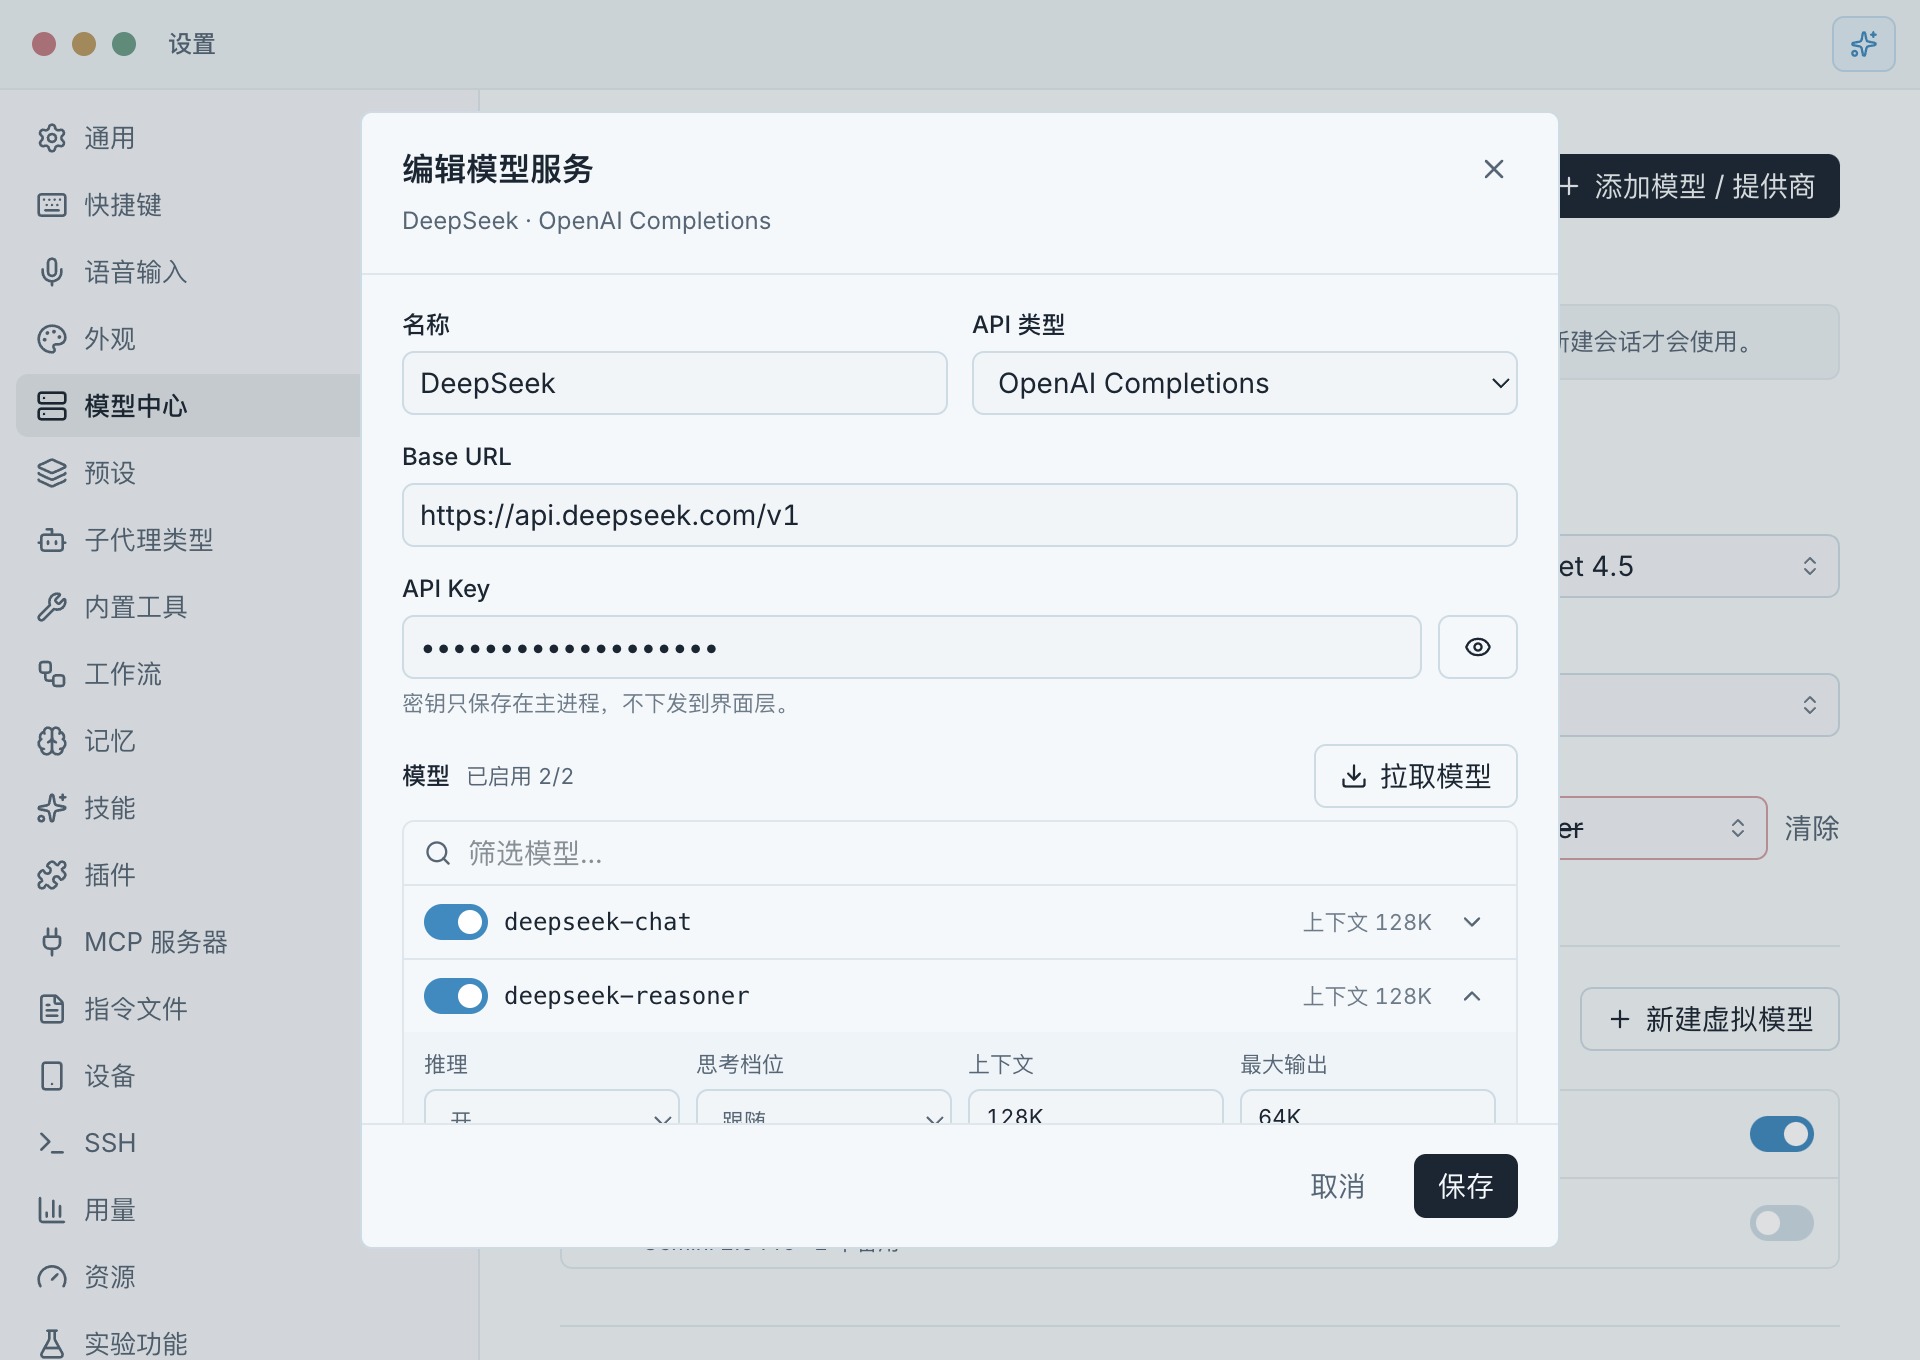 设置
通用
快捷键
语音输入
外观
模型中心
预设
子代理类型
内置工具
工作流
记忆
技能
插件
MCP 服务器
指令文件
设备
SSH
用量
资源
实验功能
编辑模型服务
DeepSeek · OpenAI Completions
名称
API 类型
DeepSeek
OpenAI Completions
Base URL
https://api.deepseek.com/v1
API Key
••••••••••••••••••• 
密钥只保存在主进程，不下发到界面层。
模型 已启用 2/2
拉取模型
筛选模型...
deepseek-chat
上下文 128K
deepseek-reasoner
上下文 128K
推理
思考档位
上下文
最大输出
开
跟随
128K
64K
取消
保存
添加模型 / 提供商
建会话才会使用。
et 4.5
er
清除
新建虚拟模型